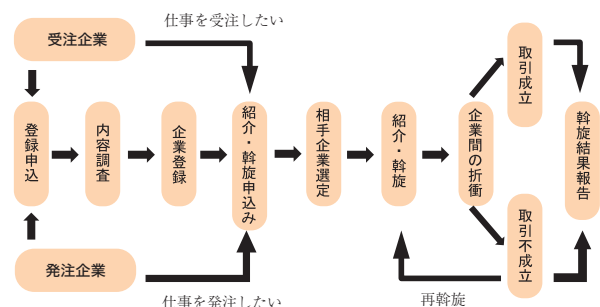 仕事を受注したい
受注企業
登録申込
内容調査
企業登録
紹介・斡旋申込み
相手企業選定
紹介・斡旋
企業間の折衝
取引成立
取引不成立
斡旋結果報告
発注企業
仕事を発注したい
再斡旋